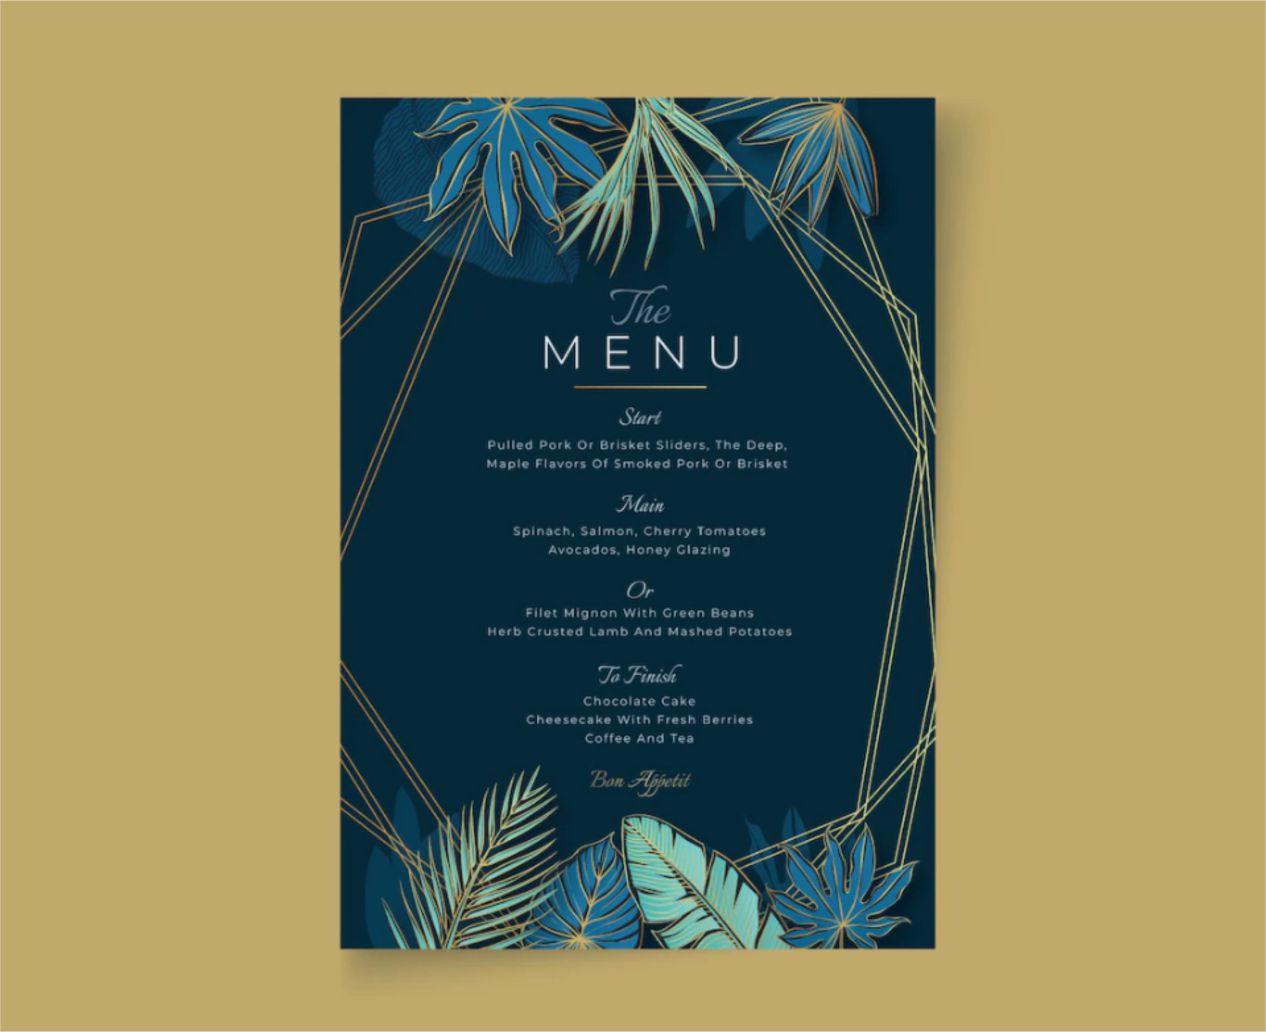 The
MENU
Start
Pulled Pork Or Brisket Sliders, The Deep,
Maple Flavors Of Smoked Pork Or Brisket
Main
Spinach, Salmon, Cherry Tomatoes
Avocados, Honey Glazing
Or
Filet Mignon With Green Beans
Herb Crusted Lamb And Mashed Potatoes
To Finish
Chocolate Cake
Cheesecake With Fresh Berries
Coffee And Tea
Bon Appetit